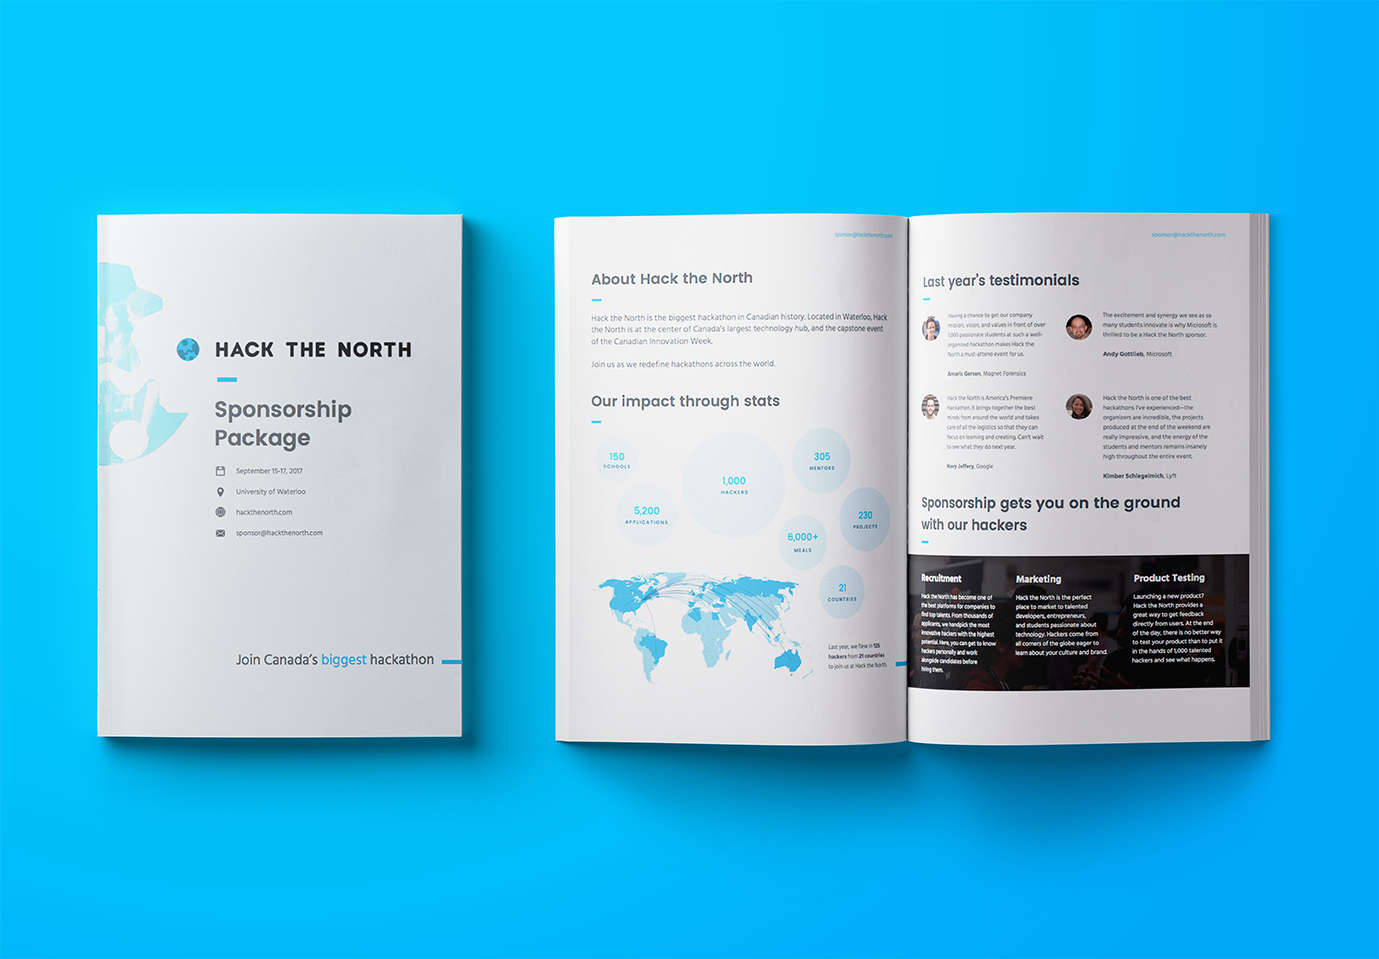 HACK THE NORTH
Sponsorship
Package
September 15-17, 2017
University of Waterloo
hackthenorth.com
sponsor@hackthenorth.com
Join Canada's biggest hackathon
sponsor@hackthenorth.com
About Hack the North
Hack the North is the biggest hackathon in Canadian history. Located in Waterloo, Hack
the North is at the center of Canada's largest technology hub, and the capstone event
of the Canadian Innovation Week.
Join us as we redefine hackathons across the world.
Our impact through stats
150
SCHOOLS
1,000
HACKERS
305
MENTORS
5,200
APPLICATIONS
230
PROJECTS
6,000+
MEALS
21
COUNTRIES
Last year, we flew in 135
hackers from 21 countries
to join us at Hack the North.
sponsor@hackthenorth.com
Last year's testimonials
Having a chance to get our company
mission, vision, and values in front of over
1,000 passionate students at such a well-
organized hackathon makes Hack the
North a must-attend event for us.
Amaris Gerson, Magnet Forensics
The excitement and synergy we see as so
many students innovate is why Microsoft is
thrilled to be a Hack the North sponsor.
Andy Gottlieb, Microsoft
Hack the North is America's Premiere
Hackathon. It brings together the best
minds from around the world and takes
care of all the logistics so that they can
focus on learning and creating. Can't wait
to see what they do next year.
Kory Jeffery, Google
Hack the North is one of the best
hackathons I've experienced—the
organizers are incredible, the projects
produced at the end of the weekend are
really impressive, and the energy of the
students and mentors remains insanely
high throughout the entire event.
Kimber Schlegelmich, Lyft
Sponsorship gets you on the ground
with our hackers
Recruitment
Hack the North has become one of
the best platforms for companies to
find top talents. From thousands of
applicants, we handpick the most
innovative hackers with the highest
potential. Here, you can get to know
hackers personally and work
alongside candidates before
hiring them.
Marketing
Hack the North is the perfect
place to market to talented
developers, entrepreneurs,
and students passionate about
technology. Hackers come from
all corners of the globe eager to
learn about your culture and brand.
Product Testing
Launching a new product?
Hack the North provides a
great way to get feedback
directly from users. At the end
of the day, there is no better way
to test your product than to put it
in the hands of 1,000 talented
hackers and see what happens.